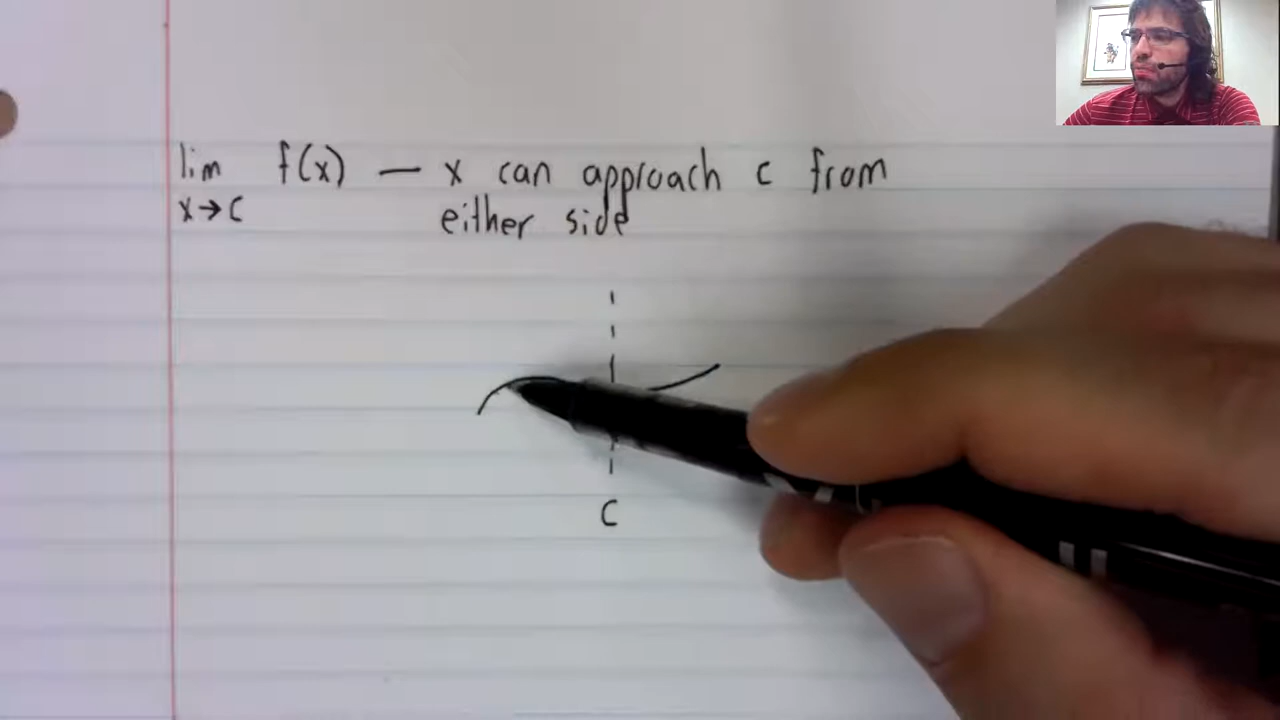 lim f(x) — x can approach c from
x→c either side
c